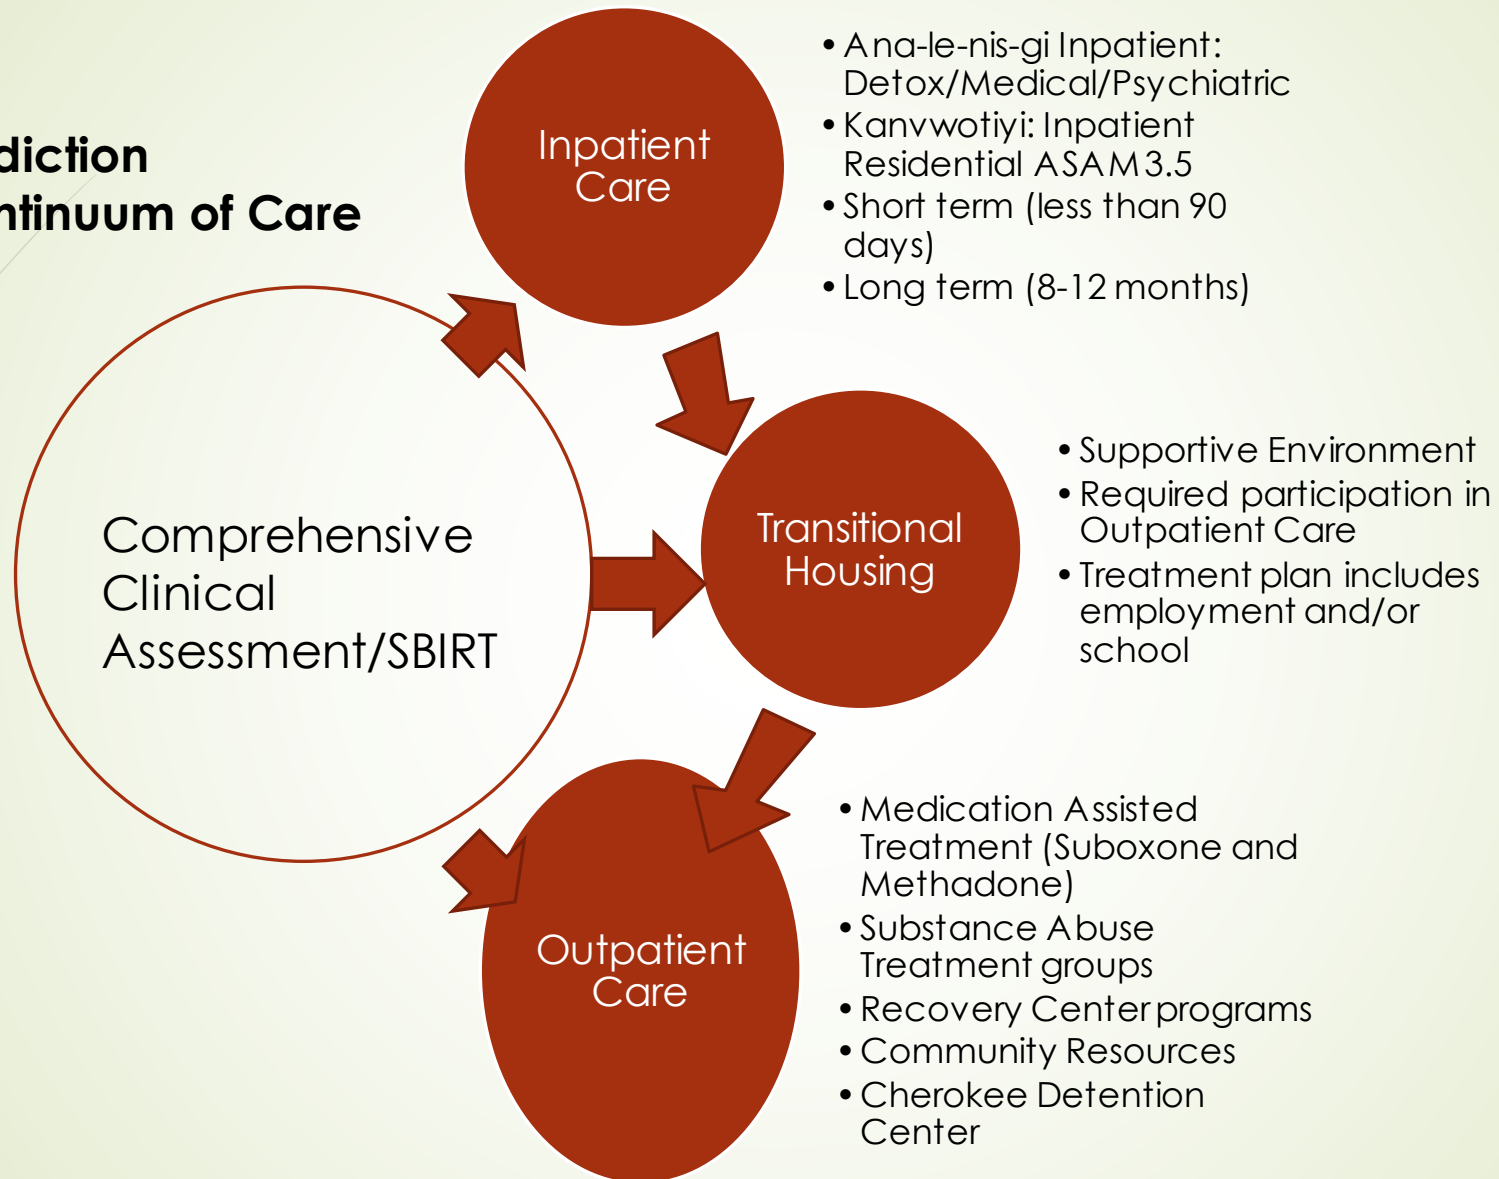 diction
ntinuum of Care
Comprehensive
Clinical
Assessment/SBIRT
Inpatient
Care
• Ana-le-nis-gi Inpatient:
Detox/Medical/Psychiatric
• Kanvwotiyi: Inpatient
Residential ASAM 3.5
• Short term (less than 90
days)
• Long term (8-12 months)
Transitional
Housing
• Supportive Environment
• Required participation in
Outpatient Care
• Treatment plan includes
employment and/or
school
Outpatient
Care
• Medication Assisted
Treatment (Suboxone and
Methadone)
• Substance Abuse
Treatment groups
• Recovery Center programs
• Community Resources
• Cherokee Detention
Center